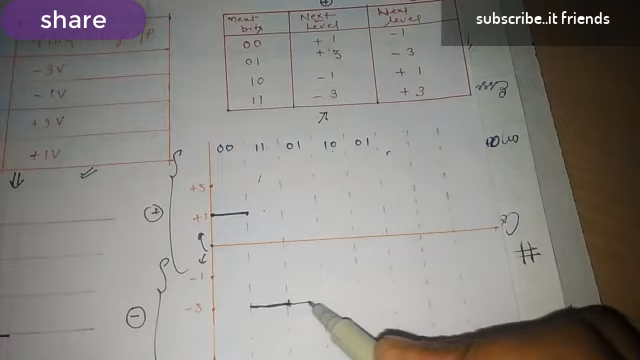 share
subscribe..it friends
Next bits Next Level Next Level
00 +1 -1
01 +3 -3
10 -1 +1
11 -3 +3
-3V
-1V
+3V
+1V
00 11 01 10 01
+3
+1
-1
-3
#